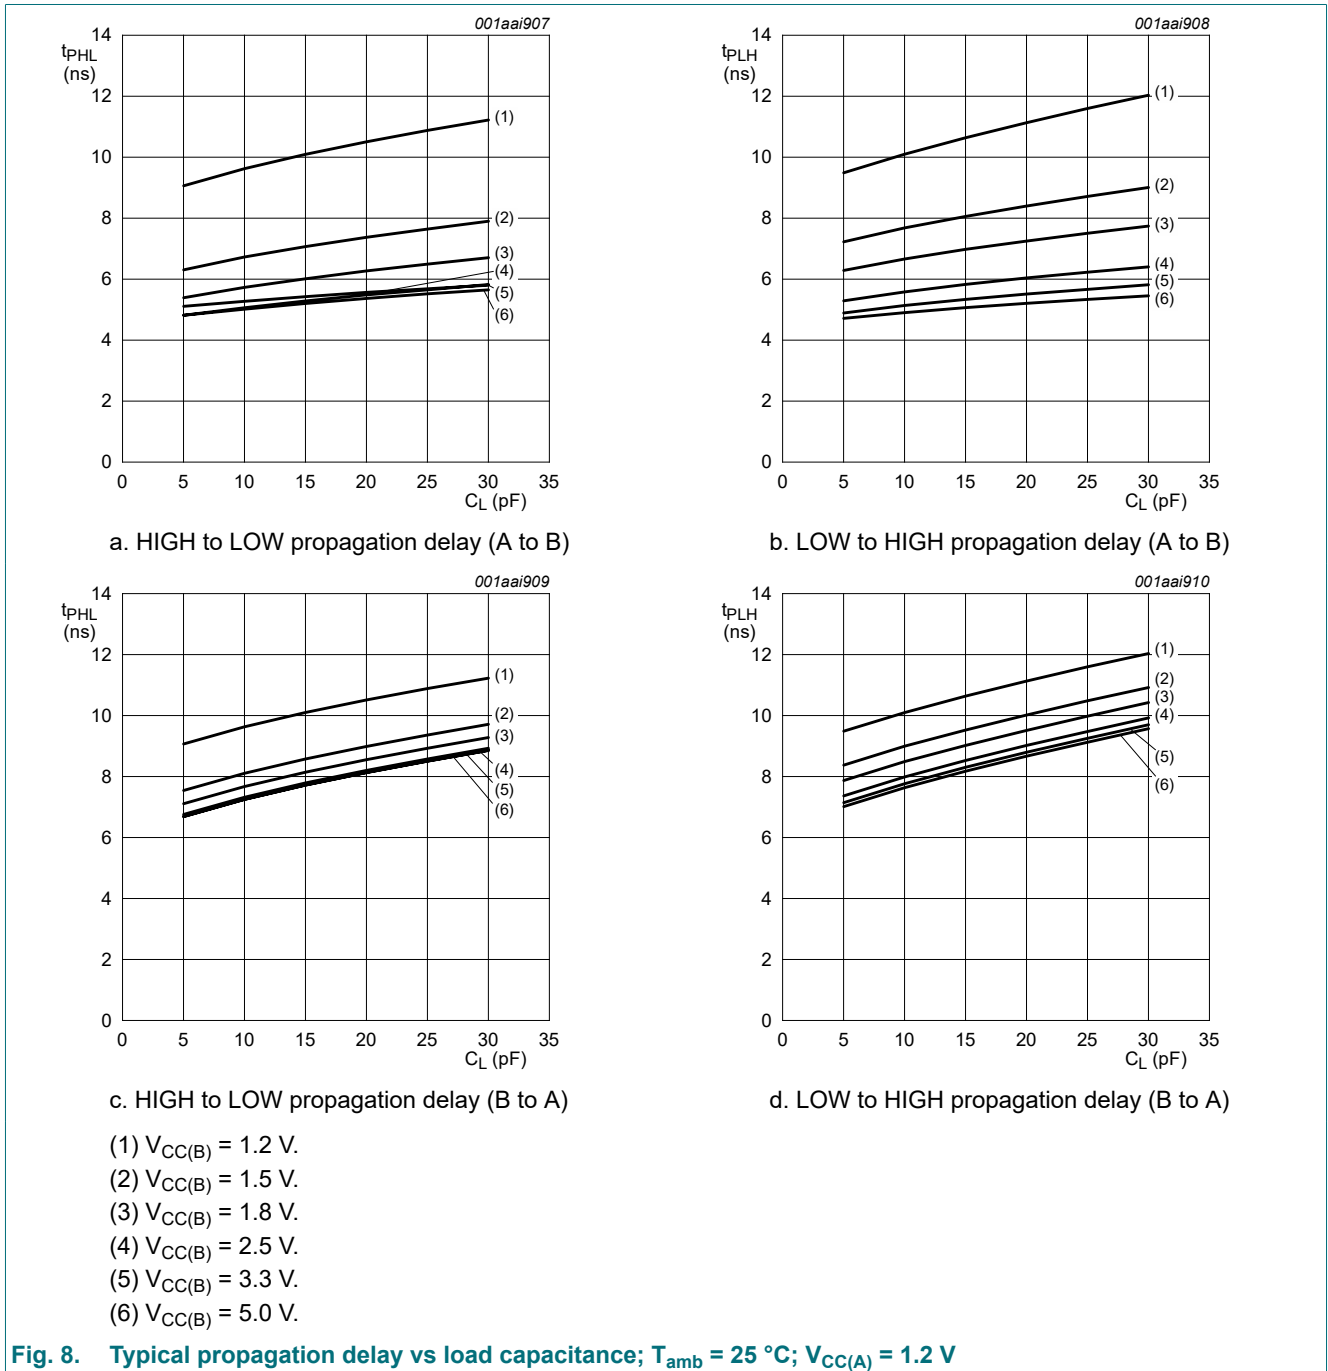 001aai907
14
tPHL
(ns)
12
10
8
6
4
2
0
0 5 10 15 20 25 30 35
CL (pF)
(1)
(2)
(3)
(4)
(5)
(6)
a. HIGH to LOW propagation delay (A to B)
001aai908
14
tPLH
(ns)
12
10
8
6
4
2
0
0 5 10 15 20 25 30 35
CL (pF)
(1)
(2)
(3)
(4)
(5)
(6)
b. LOW to HIGH propagation delay (A to B)
001aai909
14
tPHL
(ns)
12
10
8
6
4
2
0
0 5 10 15 20 25 30 35
CL (pF)
(1)
(2)
(3)
(4)
(5)
(6)
c. HIGH to LOW propagation delay (B to A)
001aai910
14
tPLH
(ns)
12
10
8
6
4
2
0
0 5 10 15 20 25 30 35
CL (pF)
(1)
(2)
(3)
(4)
(5)
(6)
d. LOW to HIGH propagation delay (B to A)
(1) VCC(B) = 1.2 V.
(2) VCC(B) = 1.5 V.
(3) VCC(B) = 1.8 V.
(4) VCC(B) = 2.5 V.
(5) VCC(B) = 3.3 V.
(6) VCC(B) = 5.0 V.
Fig. 8. Typical propagation delay vs load capacitance; Tamb = 25 °C; VCC(A) = 1.2 V